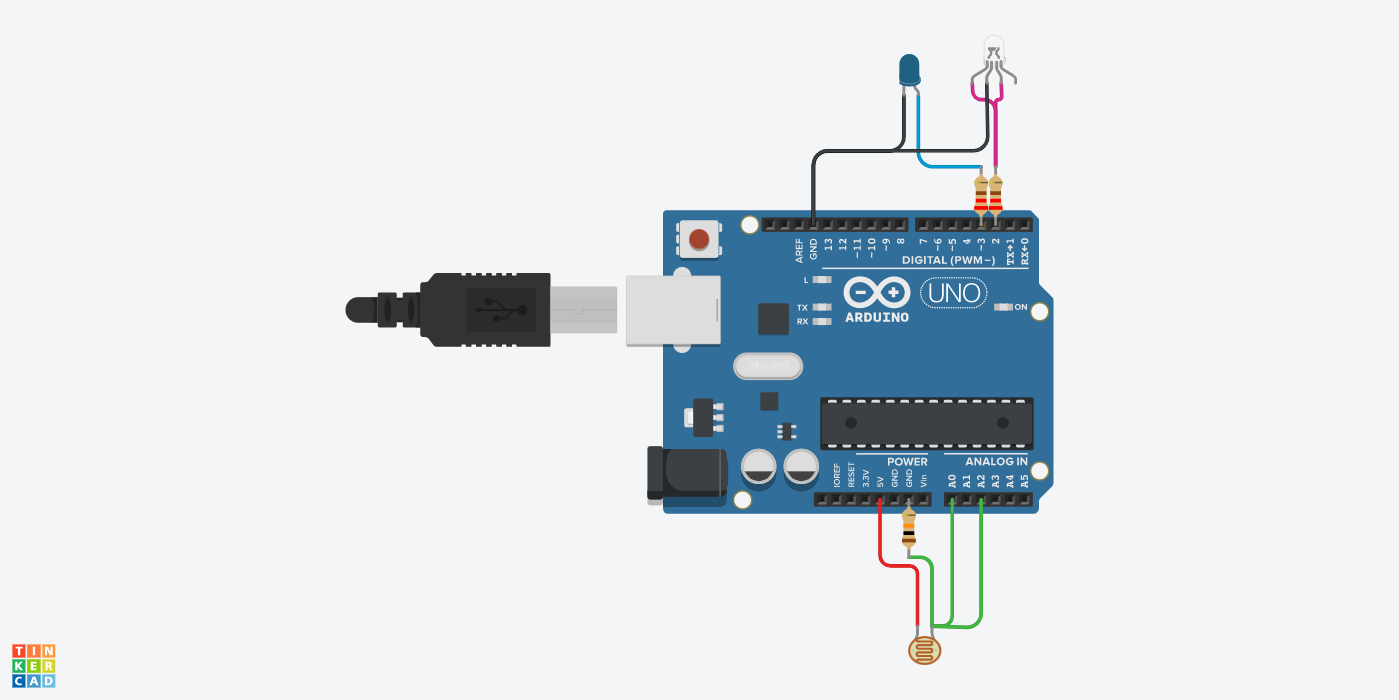 AREF
GND
13
12
~11
~10
~9
8
7
~6
~5
4
~3
2
TX→1
RX←0
DIGITAL (PWM~)
L
TX
RX
UNO
ON
ARDUINO
POWER
ANALOG IN
IOREF
RESET
3.3V
5V
GND
GND
Vin
A0
A1
A2
A3
A4
A5
TIN
KER
CAD